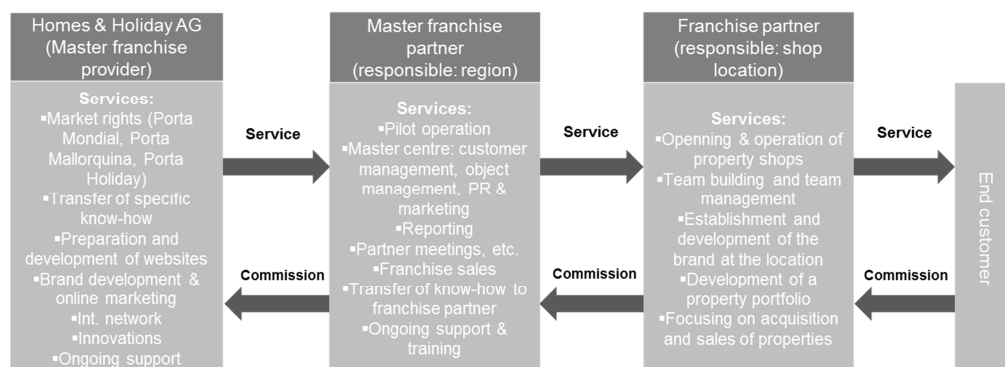 Homes & Holiday AG
(Master franchise
provider)
Services:
▪Market rights (Porta
Mondial, Porta
Mallorquina, Porta
Holiday)
▪Transfer of specific
know-how
▪Preparation and
development of websites
▪Brand development &
online marketing
▪Int. network
▪Innovations
▪Ongoing support
Service
Commission
Master franchise
partner
(responsible: region)
Services:
▪Pilot operation
▪Master centre: customer
management, object
management, PR &
marketing
▪Reporting
▪Partner meetings, etc.
▪Franchise sales
▪Transfer of know-how to
franchise partner
▪Ongoing support &
training
Service
Commission
Franchise partner
(responsible: shop
location)
Services:
▪Openning & operation of
property shops
▪Team building and team
management
▪Establishment and
development of the
brand at the location
▪Development of a
property portfolio
▪Focusing on acquisition
and sales of properties
Service
Commission
End customer